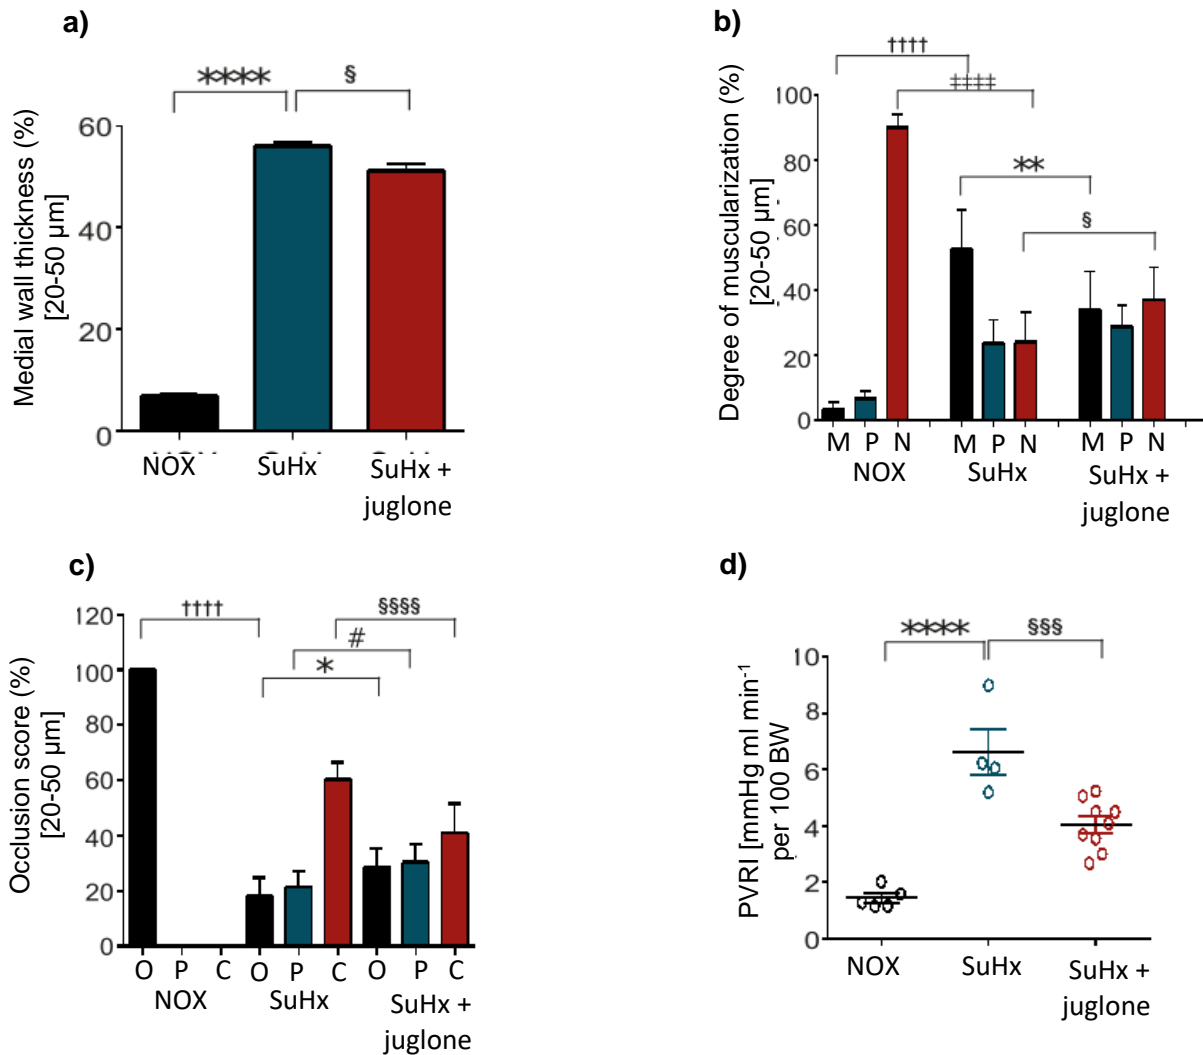 a)
****
§
Medial wall thickness (%)
[20-50 µm]
60
40
20
0
NOX
SuHx
SuHx +
juglone
b)
††††
‡‡‡‡
**
§
Degree of muscularization (%)
[20-50 µm]
100
80
60
40
20
0
M P N
M P N
M P N
NOX
SuHx
SuHx +
juglone
c)
††††
§§§§
#
*
Occlusion score (%)
[20-50 µm]
120
100
80
60
40
20
0
O P C
O P C
O P C
NOX
SuHx
SuHx +
juglone
d)
****
§§§
PVRI [mmHg ml min⁻¹
per 100 BW
10
8
6
4
2
0
NOX
SuHx
SuHx +
juglone